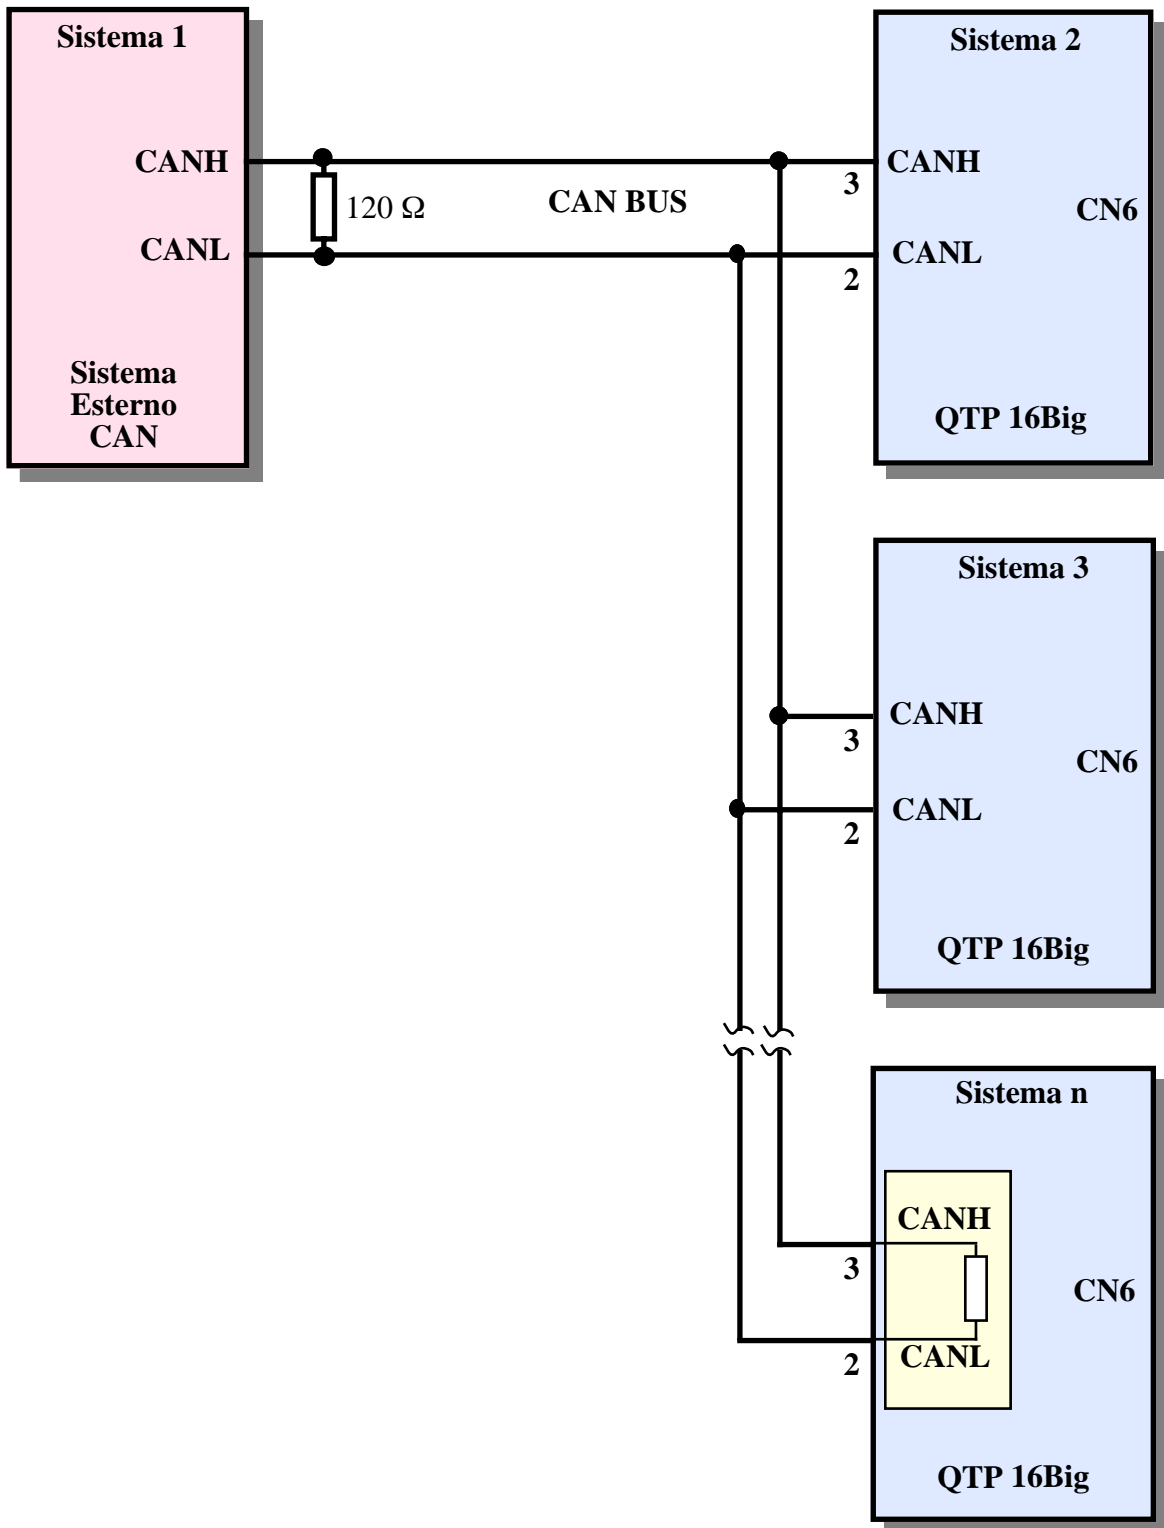 Sistema 1
CANH
CANL
Sistema
Esterno
CAN
120 Ω
CAN BUS
Sistema 2
3
CANH
CN6
2
CANL
QTP 16Big
Sistema 3
3
CANH
CN6
2
CANL
QTP 16Big
Sistema n
CANH
3
CN6
2
CANL
QTP 16Big